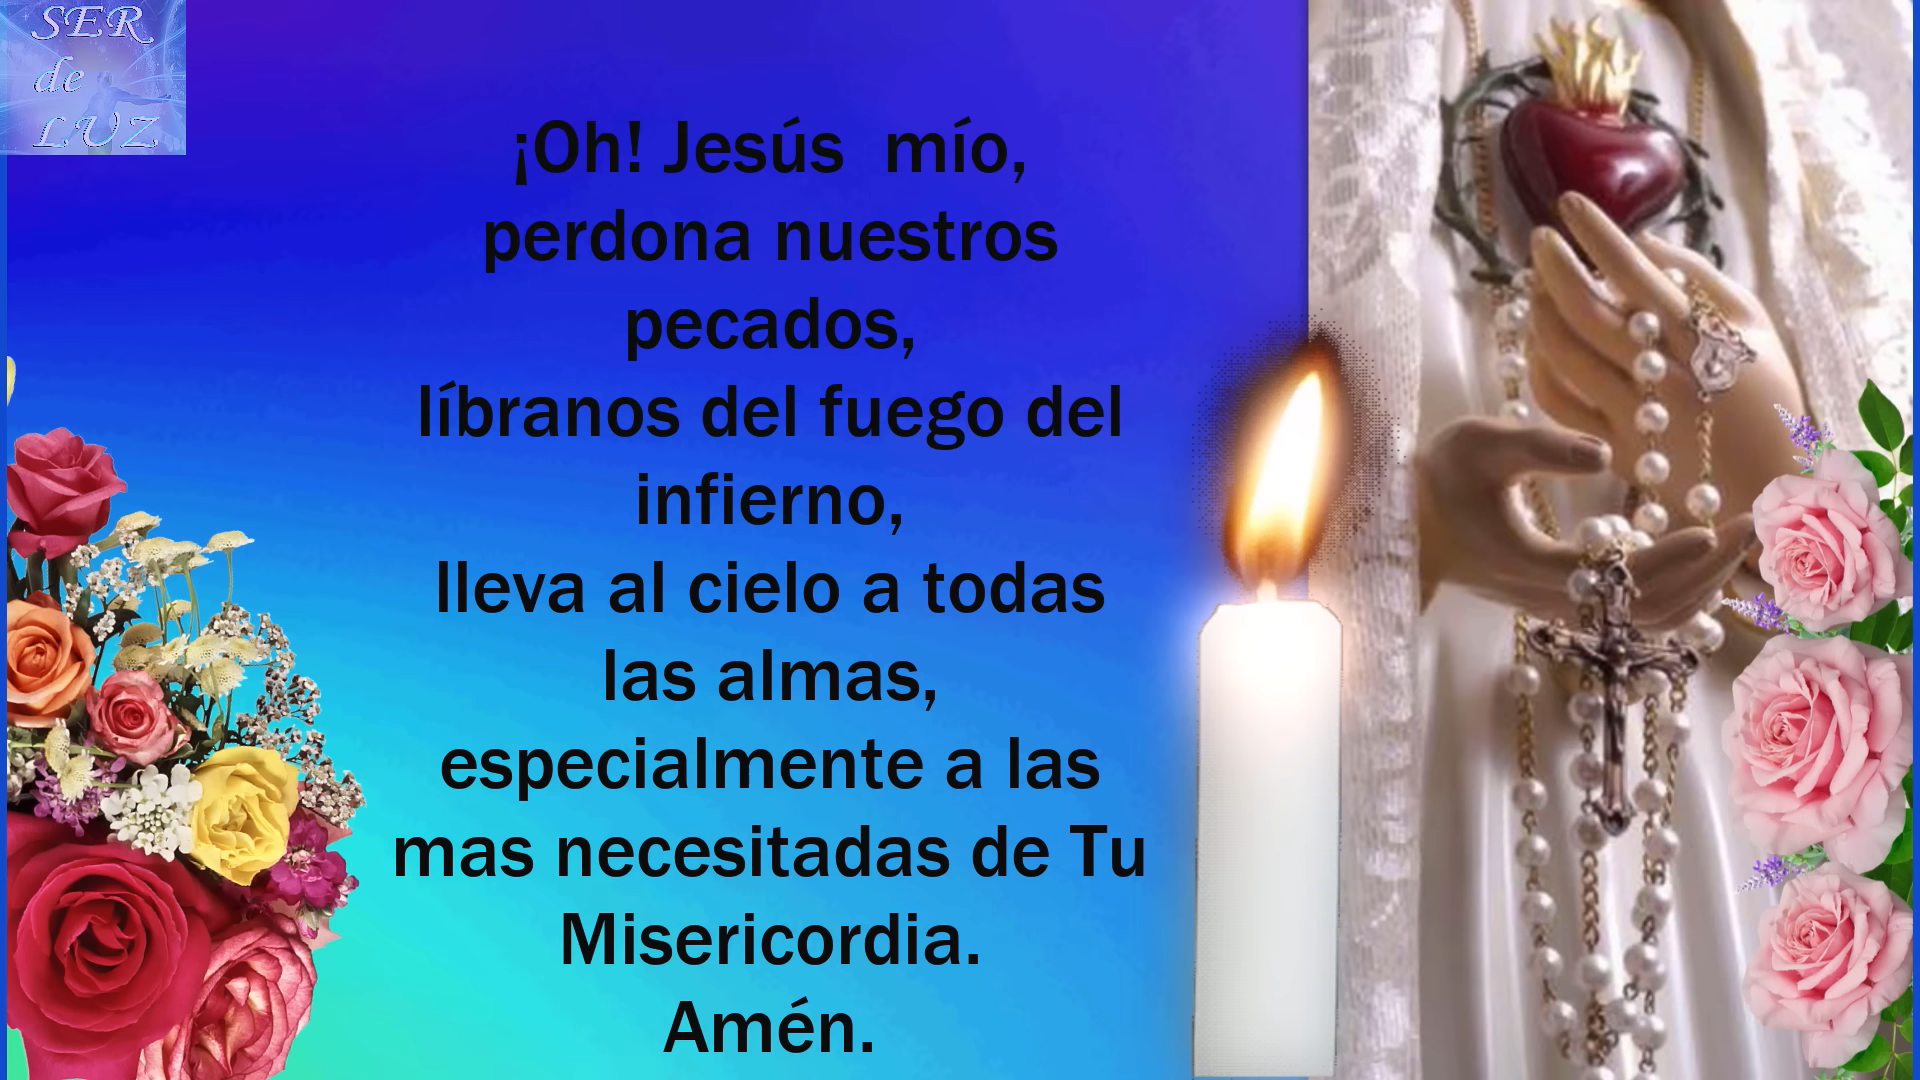 SER
de
LUZ
¡Oh! Jesús mío,
perdona nuestros
pecados,
líbranos del fuego del
infierno,
lleva al cielo a todas
las almas,
especialmente a las
mas necesitadas de Tu
Misericordia.
Amén.